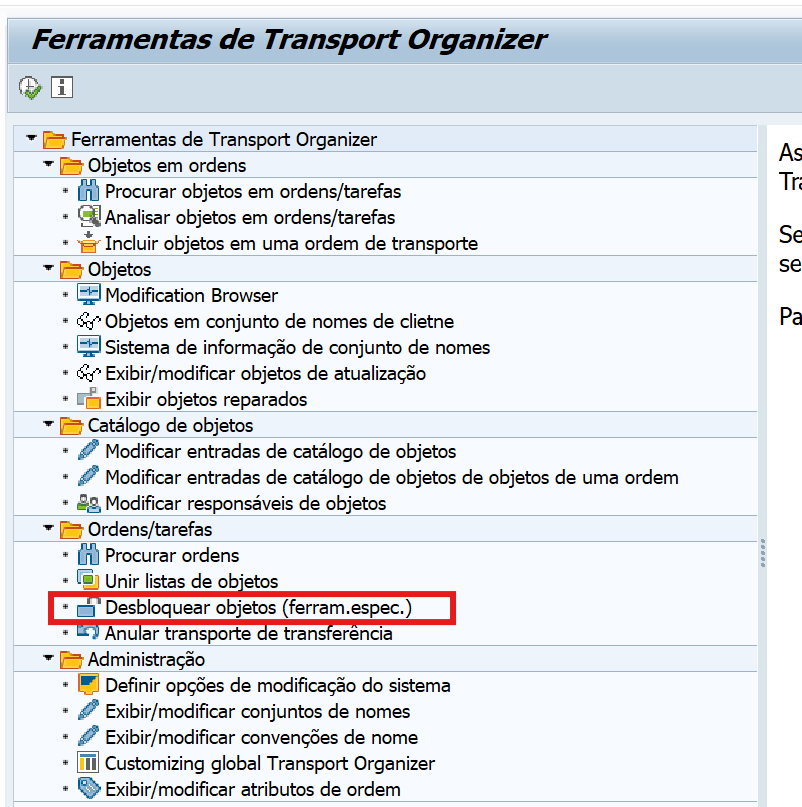 Ferramentas de Transport Organizer
Ferramentas de Transport Organizer
Objetos em ordens
Procurar objetos em ordens/tarefas
Analisar objetos em ordens/tarefas
Incluir objetos em uma ordem de transporte
Objetos
Modification Browser
Objetos em conjunto de nomes de clietne
Sistema de informação de conjunto de nomes
Exibir/modificar objetos de atualização
Exibir objetos reparados
Catálogo de objetos
Modificar entradas de catálogo de objetos
Modificar entradas de catálogo de objetos de objetos de uma ordem
Modificar responsáveis de objetos
Ordens/tarefas
Procurar ordens
Unir listas de objetos
Desbloquear objetos (ferram.espec.)
Anular transporte de transferência
Administração
Definir opções de modificação do sistema
Exibir/modificar conjuntos de nomes
Exibir/modificar convenções de nome
Customizing global Transport Organizer
Exibir/modificar atributos de ordem
As
Se
se
Pa